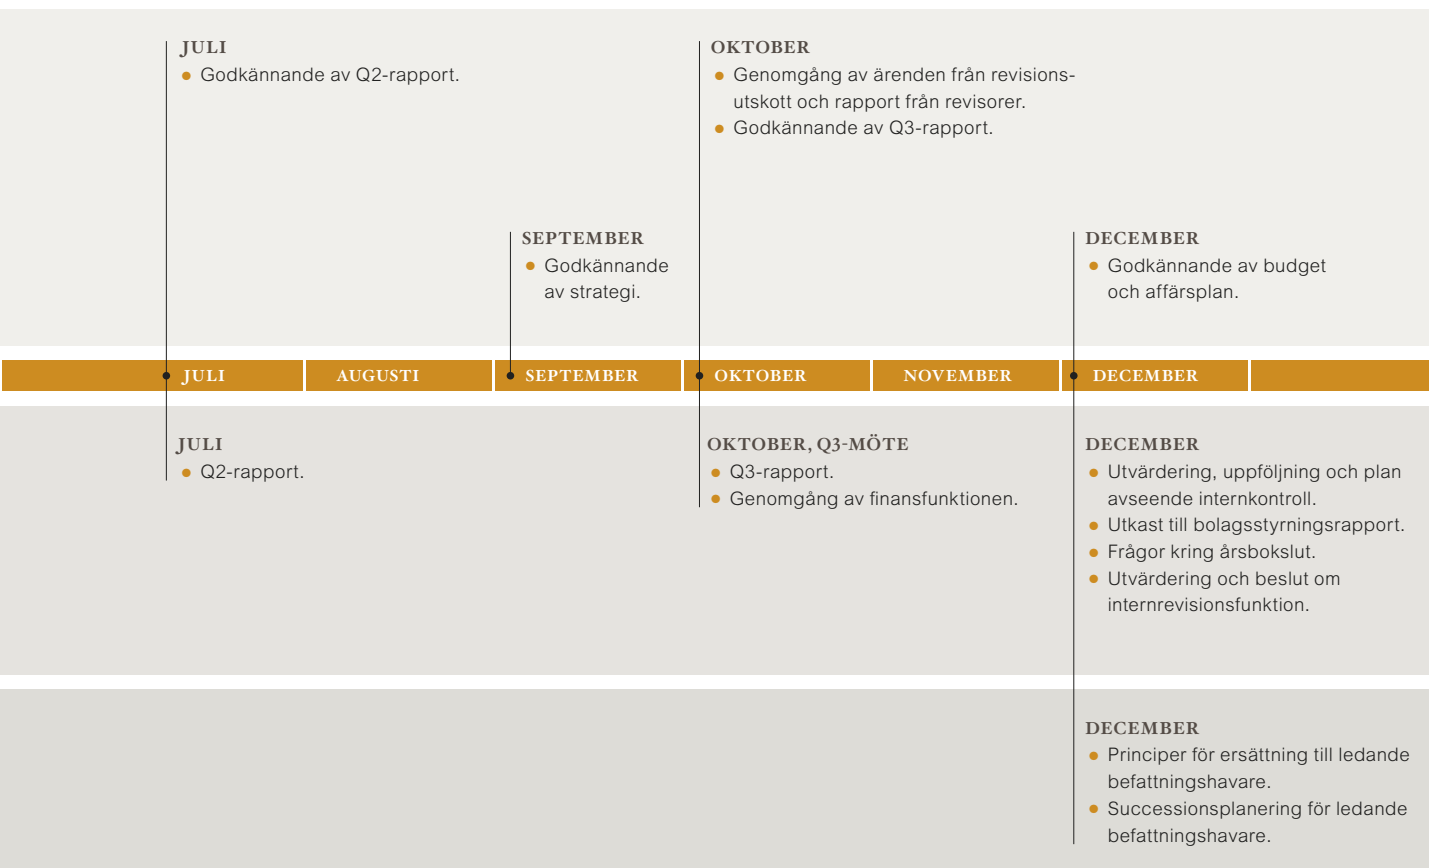 JULI
Godkännande av Q2-rapport.
OKTOBER
Genomgång av ärenden från revisions-
utskott och rapport från revisorer.
Godkännande av Q3-rapport.
SEPTEMBER
Godkännande
av strategi.
DECEMBER
Godkännande av budget
och affärsplan.
JULI
AUGUSTI
SEPTEMBER
OKTOBER
NOVEMBER
DECEMBER
JULI
Q2-rapport.
OKTOBER, Q3-MÖTE
Q3-rapport.
Genomgång av finansfunktionen.
DECEMBER
Utvärdering, uppföljning och plan
avseende internkontroll.
Utkast till bolagsstyrningsrapport.
Frågor kring årsbokslut.
Utvärdering och beslut om
internrevisionsfunktion.
DECEMBER
Principer för ersättning till ledande
befattningshavare.
Successionsplanering för ledande
befattningshavare.